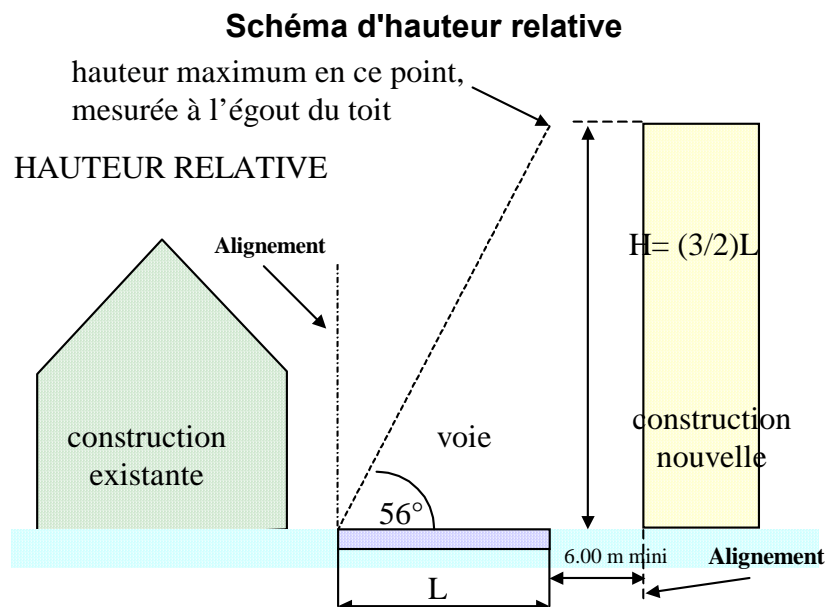 Schéma d'hauteur relative
hauteur maximum en ce point,
mesurée à l'égout du toit
HAUTEUR RELATIVE
Alignement
H= (3/2)L
construction
existante
voie
construction
nouvelle
56°
6.00 m mini
Alignement
L